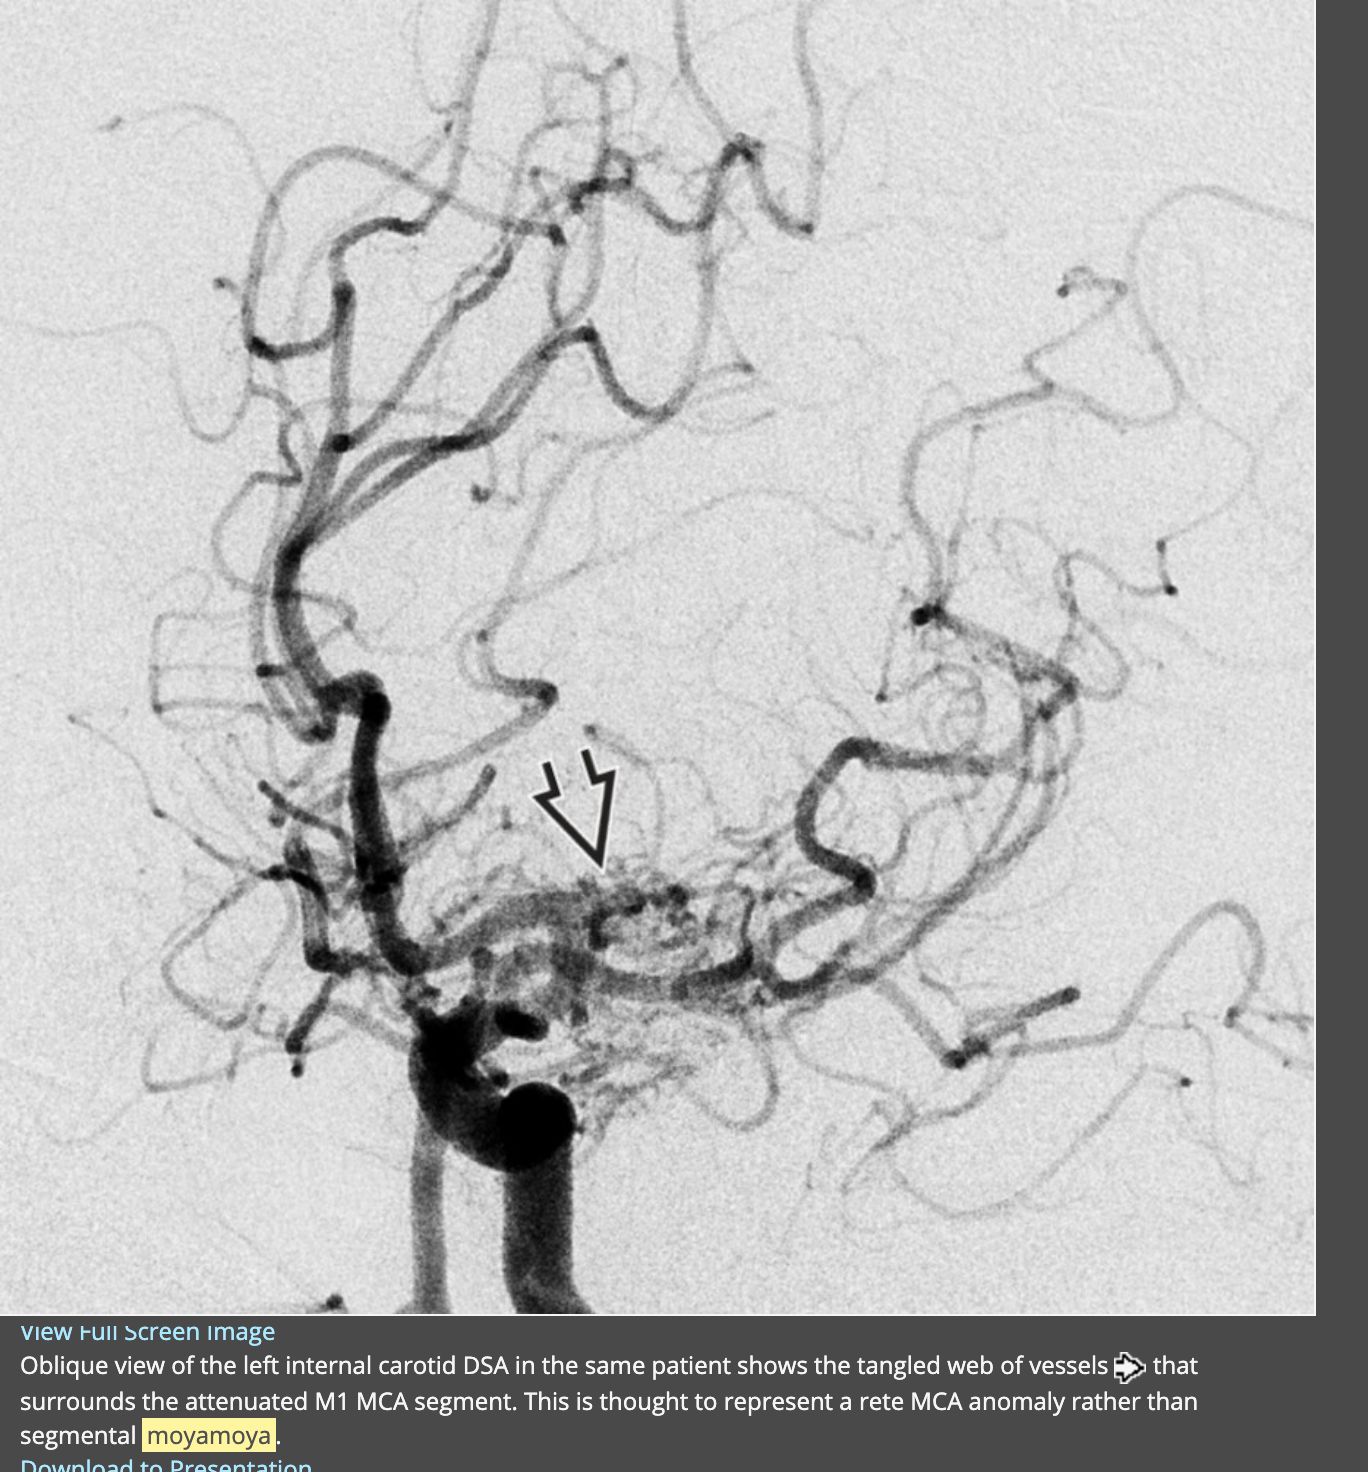 View Full Screen Image
Oblique view of the left internal carotid DSA in the same patient shows the tangled web of vessels that
surrounds the attenuated M1 MCA segment. This is thought to represent a rete MCA anomaly rather than
segmental moyamoya.
Download to Presentation